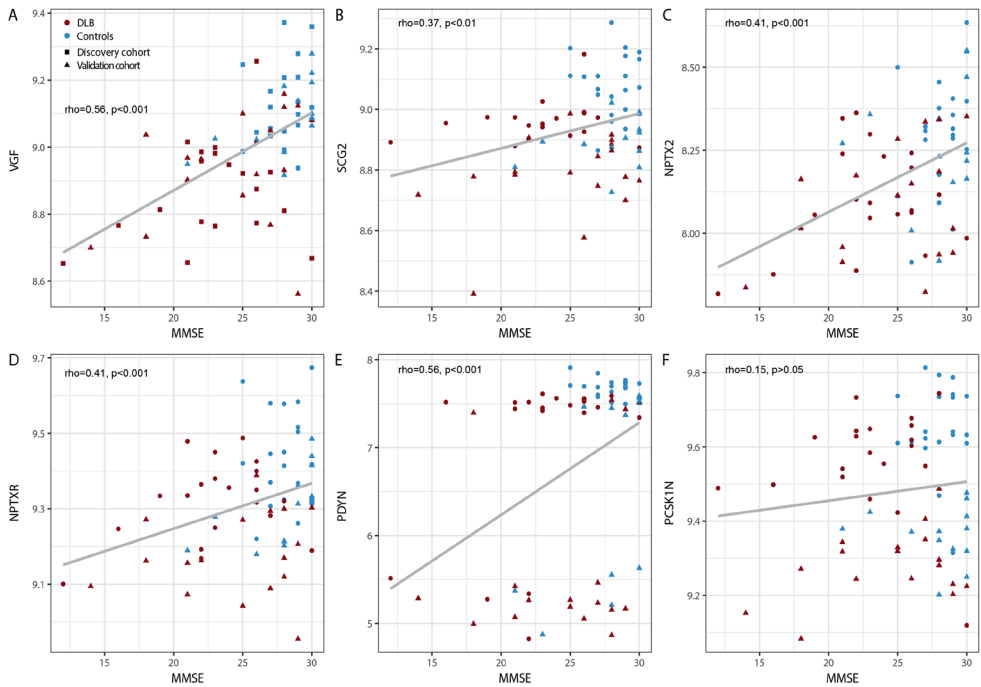 A
DLB
Controls
Discovery cohort
Validation cohort
rho=0.56, p<0.001
9.4
9.2
9.0
8.8
8.6
VGF
15
20
25
30
MMSE
B
rho=0.37, p<0.01
9.2
9.0
8.8
8.6
8.4
SCG2
15
20
25
30
MMSE
C
rho=0.41, p<0.001
8.50
8.25
8.00
NPTX2
15
20
25
30
MMSE
D
rho=0.41, p<0.001
9.7
9.5
9.3
9.1
NPTXR
15
20
25
30
MMSE
E
rho=0.56, p<0.001
8
7
6
5
PDYN
15
20
25
30
MMSE
F
rho=0.15, p>0.05
9.8
9.6
9.4
9.2
PCSK1N
15
20
25
30
MMSE